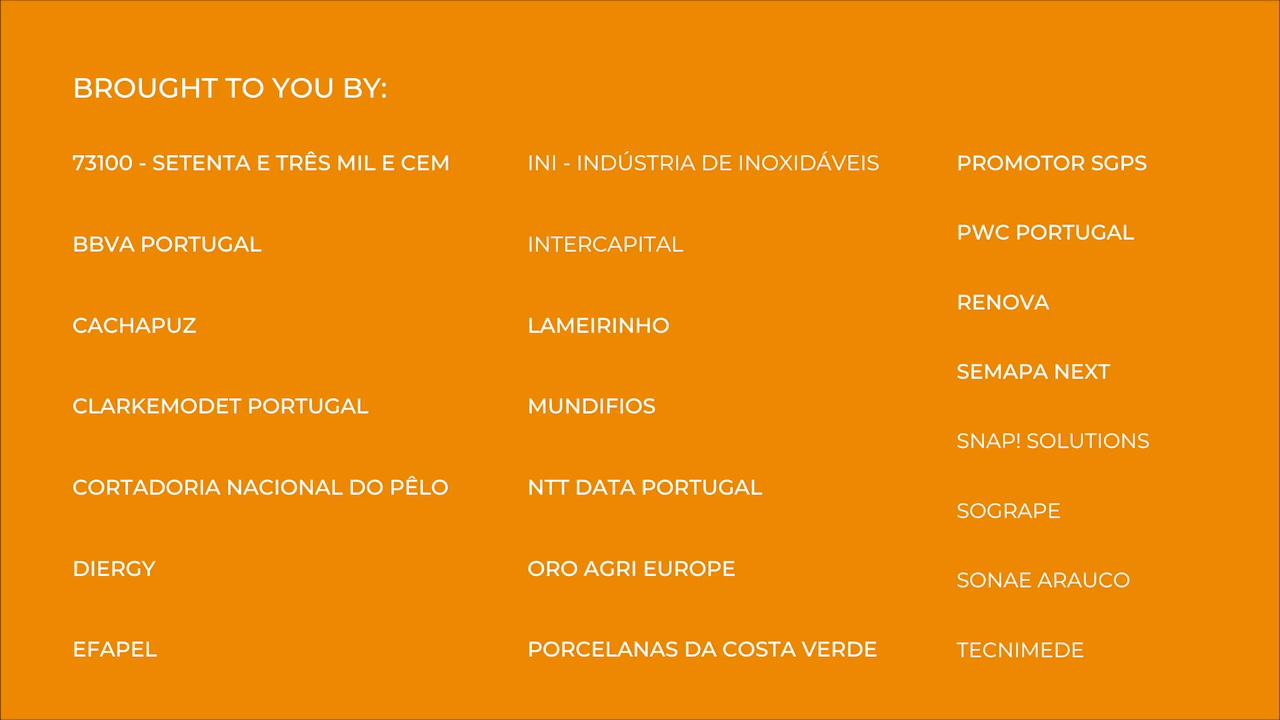 BROUGHT TO YOU BY:
73100 - SETENTA E TRÊS MIL E CEM
BBVA PORTUGAL
CACHAPUZ
CLARKEMODET PORTUGAL
CORTADORIA NACIONAL DO PÊLO
DIERGY
EFAPEL
INI - INDÚSTRIA DE INOXIDÁVEIS
INTERCAPITAL
LAMEIRINHO
MUNDIFIOS
NTT DATA PORTUGAL
ORO AGRI EUROPE
PORCELANAS DA COSTA VERDE
PROMOTOR SGPS
PWC PORTUGAL
RENOVA
SEMAPA NEXT
SNAP! SOLUTIONS
SOGRAPE
SONAE ARAUCO
TECNIMEDE